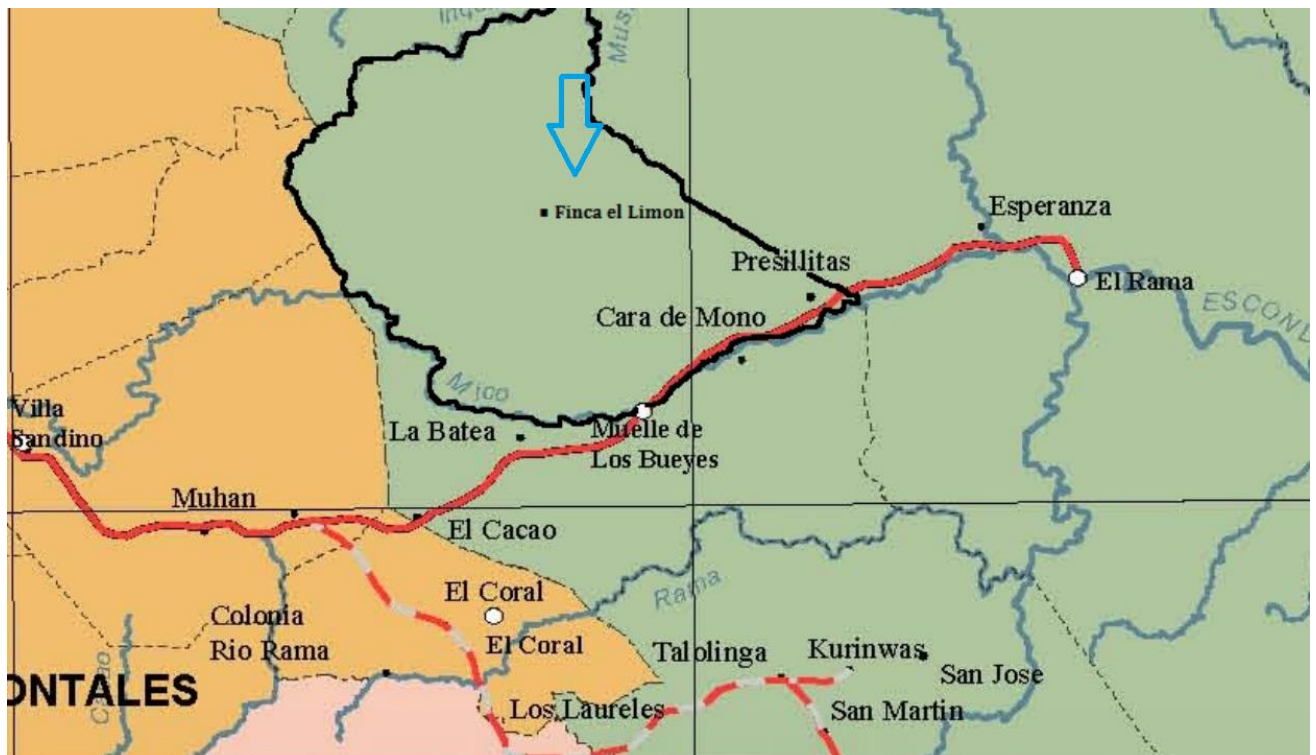 Mus
Finca el Limon
Esperanza
Presillitas
El Rama
ESCOND
Cara de Mono
Mico
Villa
Sandino
La Batea
Muelle de
Los Bueyes
Muhan
El Cacao
Rama
El Coral
El Coral
Colonia
Rio Rama
Talolinga
Kurinwas
San Jose
ONTALES
Los Laureles
San Martin